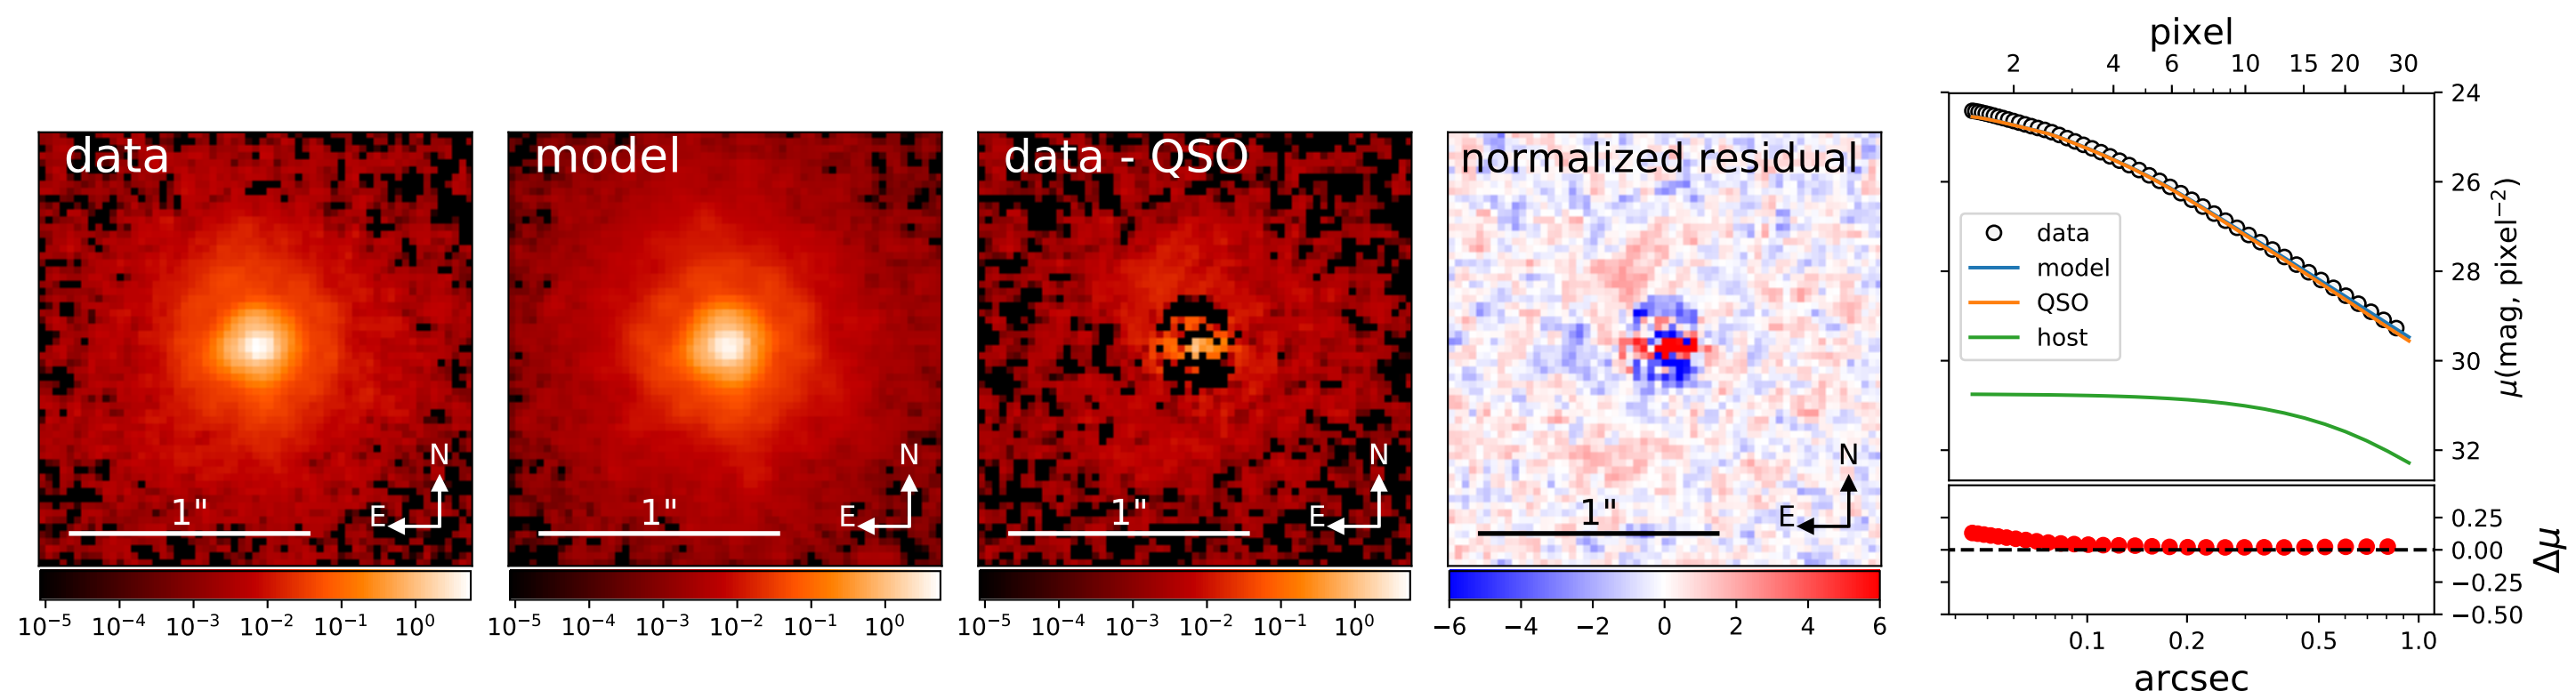 data
N
E
1"
10⁻⁵ 10⁻⁴ 10⁻³ 10⁻² 10⁻¹ 10⁰
model
N
E
1"
10⁻⁵ 10⁻⁴ 10⁻³ 10⁻² 10⁻¹ 10⁰
data - QSO
N
E
1"
10⁻⁵ 10⁻⁴ 10⁻³ 10⁻² 10⁻¹ 10⁰
normalized residual
N
E
1"
−6 −4 −2 0 2 4 6
pixel
2 4 6 10 15 20 30
24
26
28
30
32
μ(mag, pixel⁻²)
data
model
QSO
host
0.25
0.00
−0.25
−0.50
Δμ
0.1 0.2 0.5 1.0
arcsec